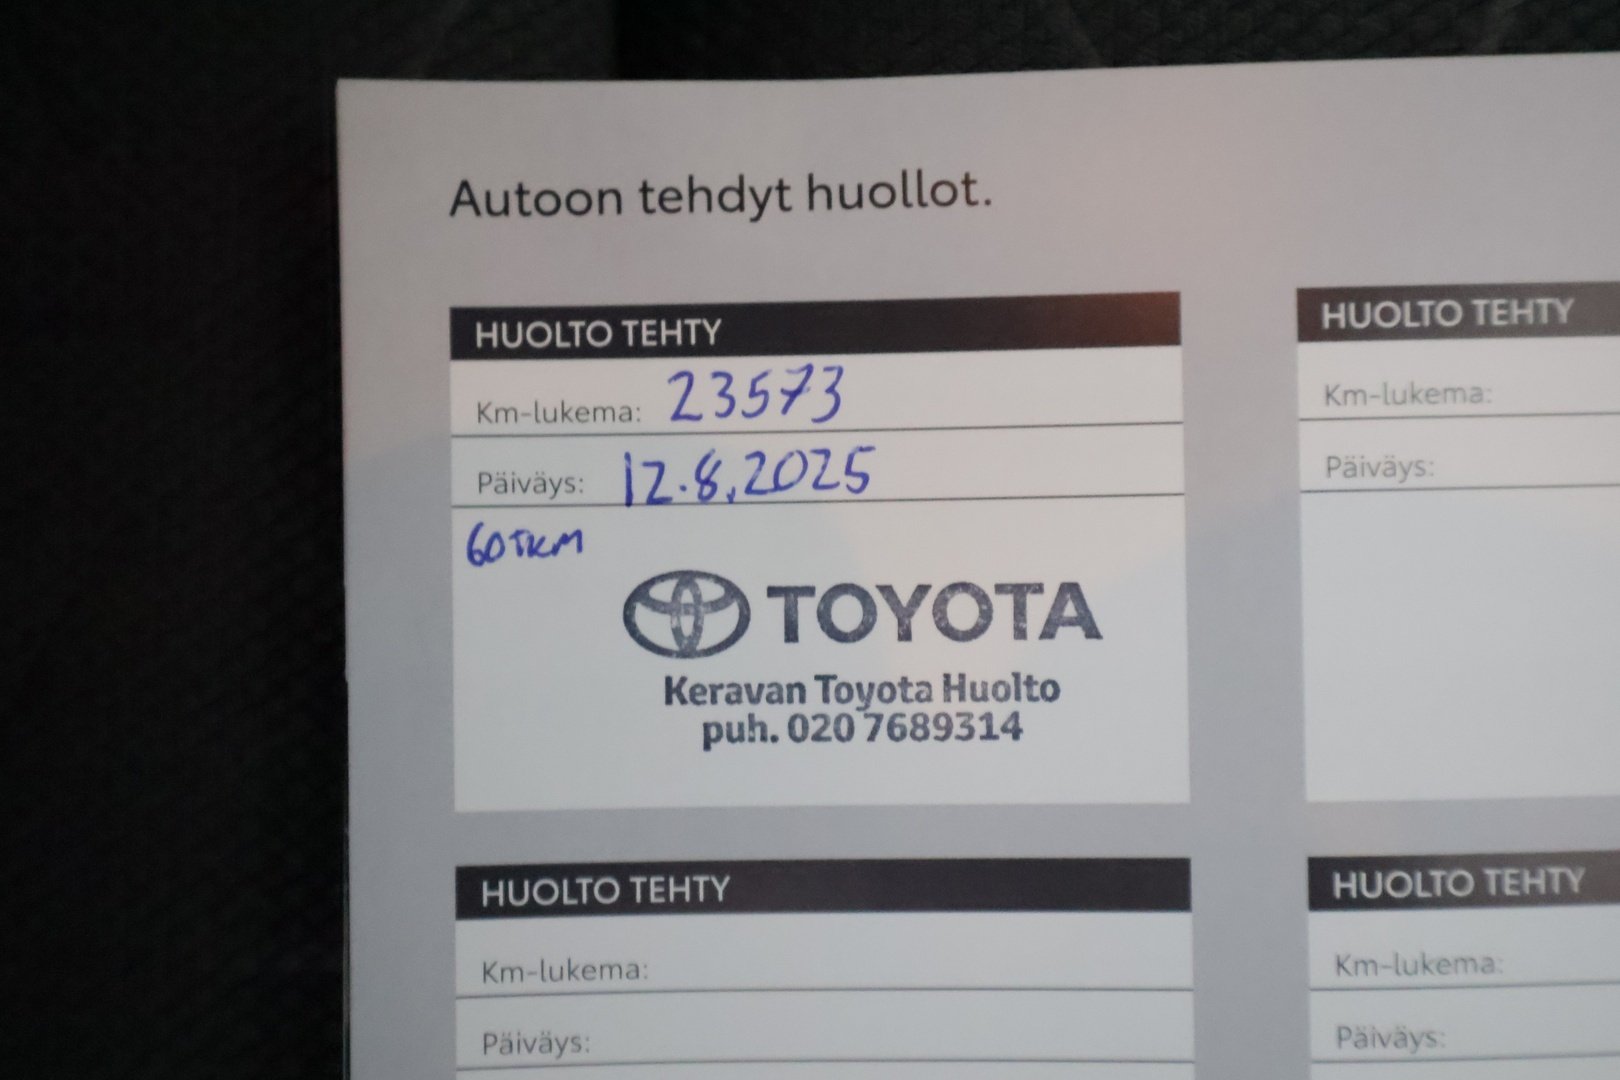 Autoon tehdyt huollot.
HUOLTO TEHTY
Km-lukema: 23573
Päiväys: 12.8.2025
60TKM
TOYOTA
Keravan Toyota Huolto
puh. 020 7689314
HUOLTO TEHTY
Km-lukema:
Päiväys:
HUOLTO TEHTY
Km-lukema:
Päiväys:
HUOLTO TEHTY
Km-lukema:
Päiväys: